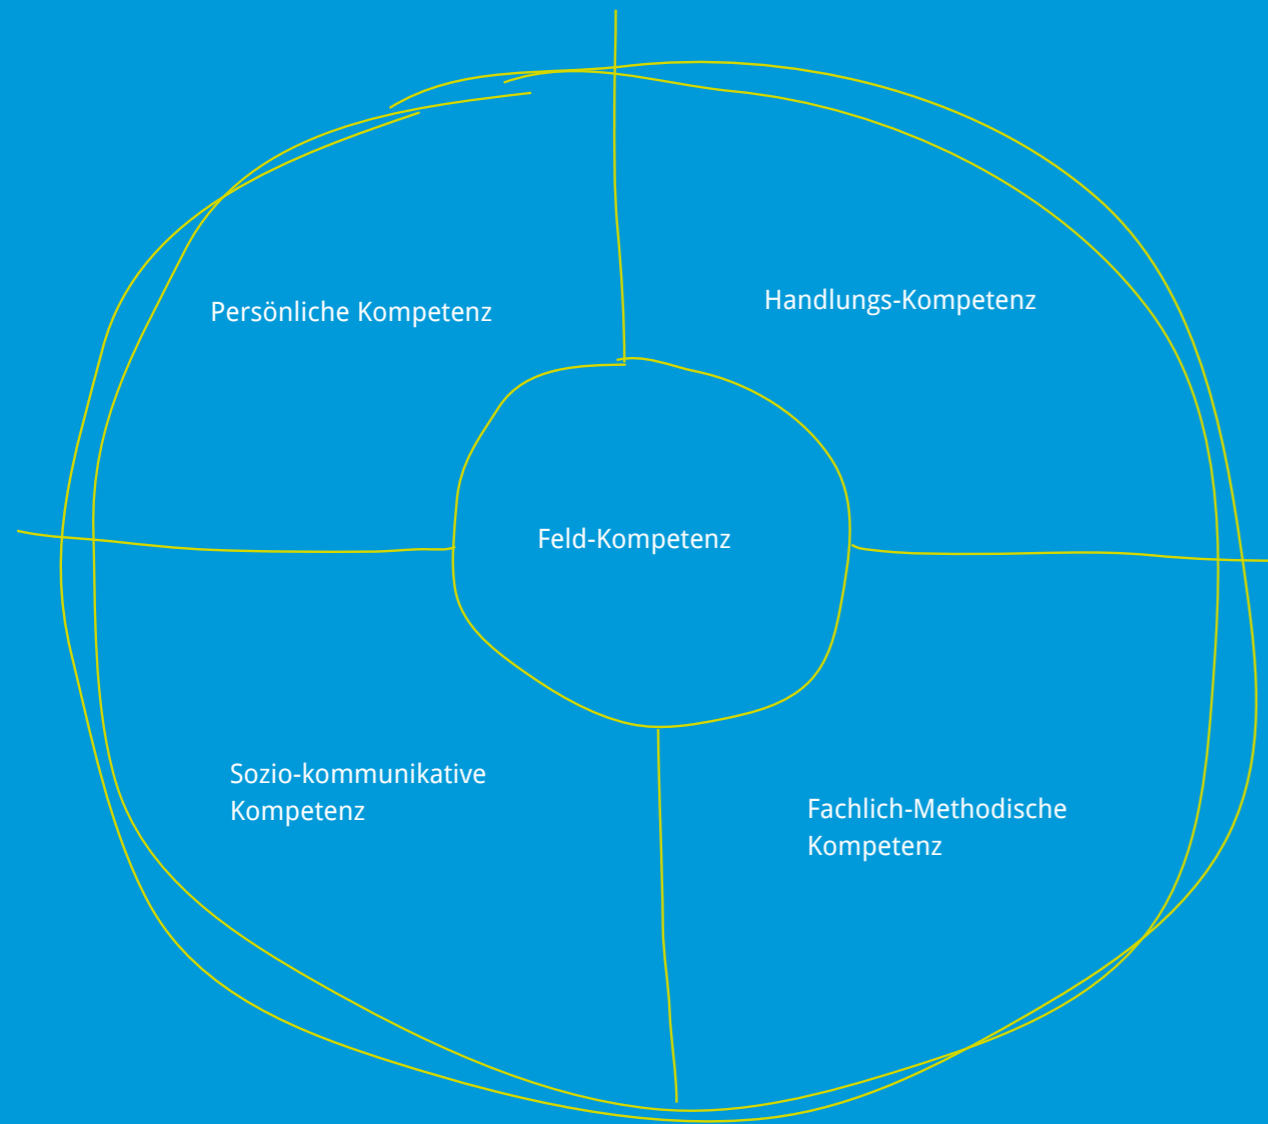 Persönliche Kompetenz
Handlungs-Kompetenz
Feld-Kompetenz
Sozio-kommunikative
Kompetenz
Fachlich-Methodische
Kompetenz